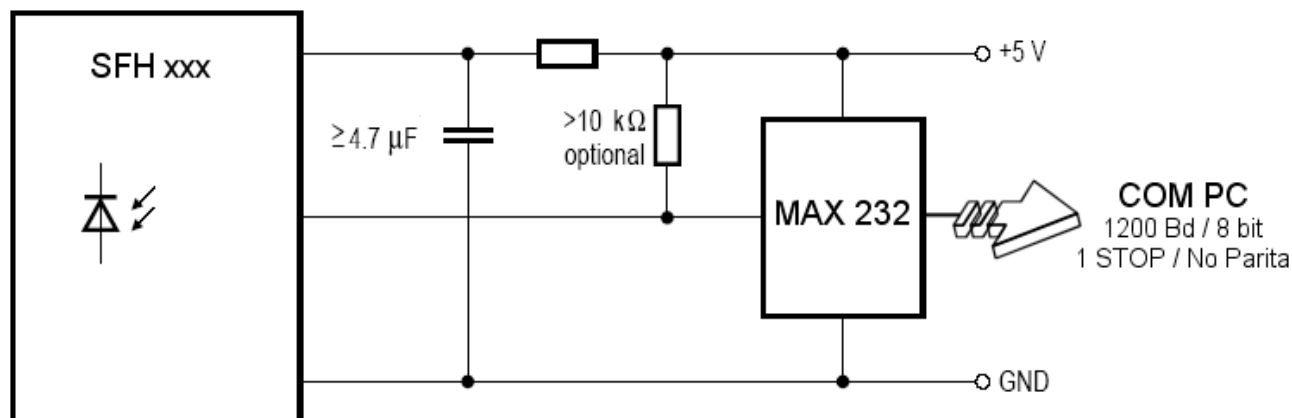 SFH xxx
≥4.7 µF
>10 kΩ
optional
+5 V
MAX 232
COM PC
1200 Bd / 8 bit
1 STOP / No Parita
GND